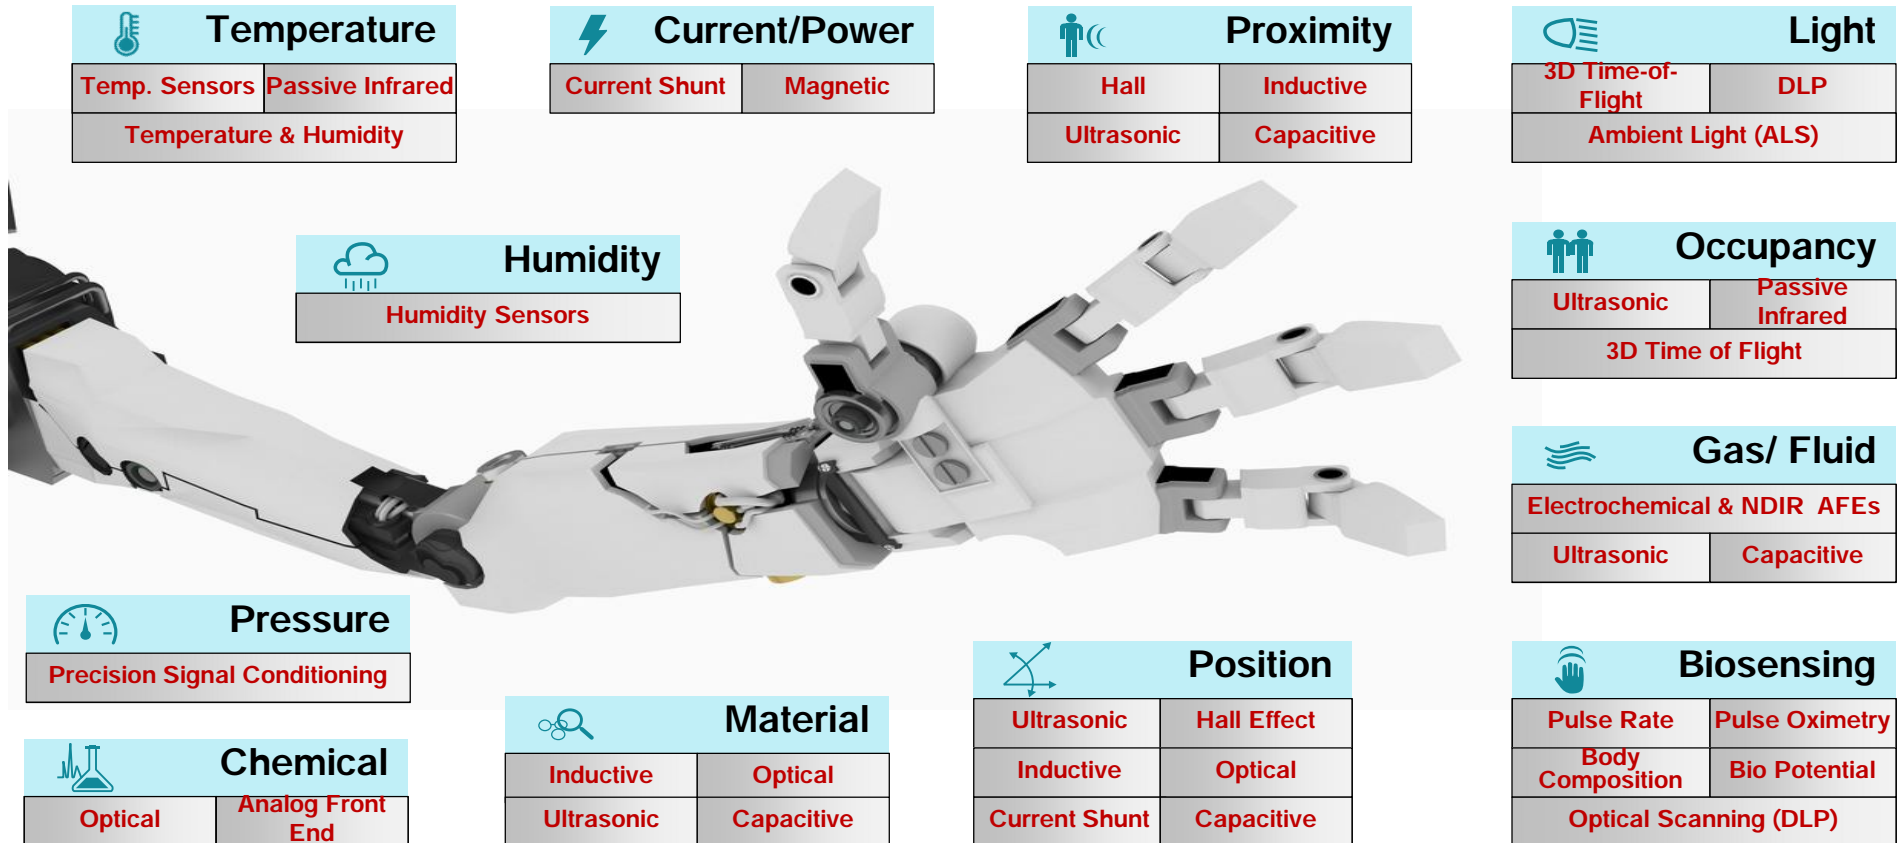 Temperature
Temp. Sensors
Passive Infrared
Temperature & Humidity
Current/Power
Current Shunt
Magnetic
Proximity
Hall
Inductive
Ultrasonic
Capacitive
Light
3D Time-of-
Flight
DLP
Ambient Light (ALS)
Humidity
Humidity Sensors
Occupancy
Ultrasonic
Passive
Infrared
3D Time of Flight
Gas/ Fluid
Electrochemical & NDIR AFEs
Ultrasonic
Capacitive
Pressure
Precision Signal Conditioning
Chemical
Optical
Analog Front
End
Material
Inductive
Optical
Ultrasonic
Capacitive
Position
Ultrasonic
Hall Effect
Inductive
Optical
Current Shunt
Capacitive
Biosensing
Pulse Rate
Pulse Oximetry
Body
Composition
Bio Potential
Optical Scanning (DLP)